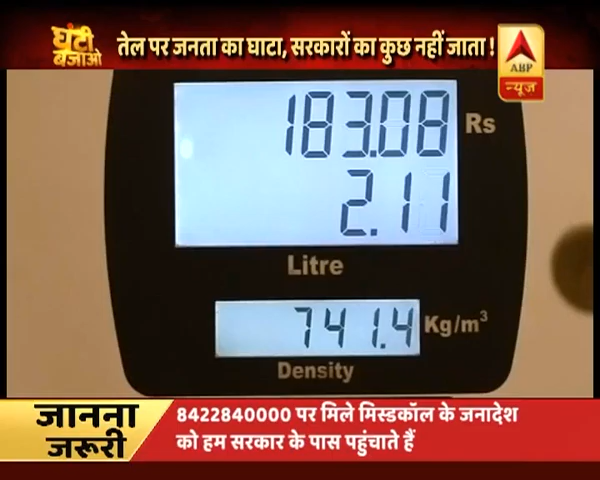 घंटी
बजाओ
तेल पर जनता का घाटा, सरकारों का कुछ नहीं जाता !
ABP
न्यूज़
183.08 Rs
2.11
Litre
741.4 Kg/m³
Density
जानना
जरूरी
8422840000 पर मिले मिस्डकॉल के जनादेश
को हम सरकार के पास पहुंचाते हैं